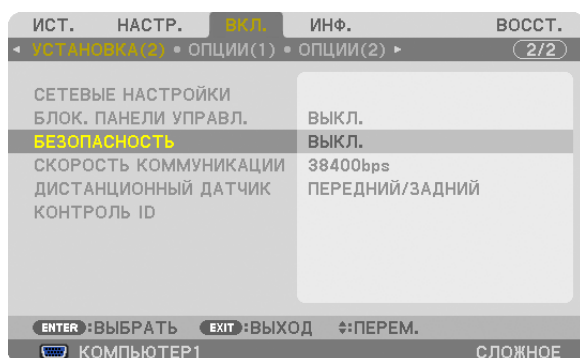 ИСТ. НАСТР. ВКЛ. ИНФ. ВОССТ.
◂ УСТАНОВКА(2) • ОПЦИИ(1) • ОПЦИИ(2) ▸ 2/2
СЕТЕВЫЕ НАСТРОЙКИ
БЛОК. ПАНЕЛИ УПРАВЛ. ВЫКЛ.
БЕЗОПАСНОСТЬ ВЫКЛ.
СКОРОСТЬ КОММУНИКАЦИИ 38400bps
ДИСТАНЦИОННЫЙ ДАТЧИК ПЕРЕДНИЙ/ЗАДНИЙ
КОНТРОЛЬ ID
ENTER :ВЫБРАТЬ EXIT :ВЫХОД ♦:ПЕРЕМ.
КОМПЬЮТЕР1 СЛОЖНОЕ